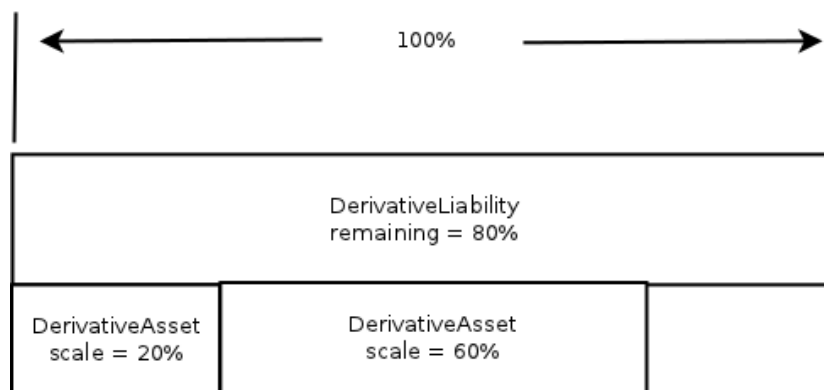 100%
DerivativeLiability
remaining = 80%
DerivativeAsset
scale = 20%
DerivativeAsset
scale = 60%